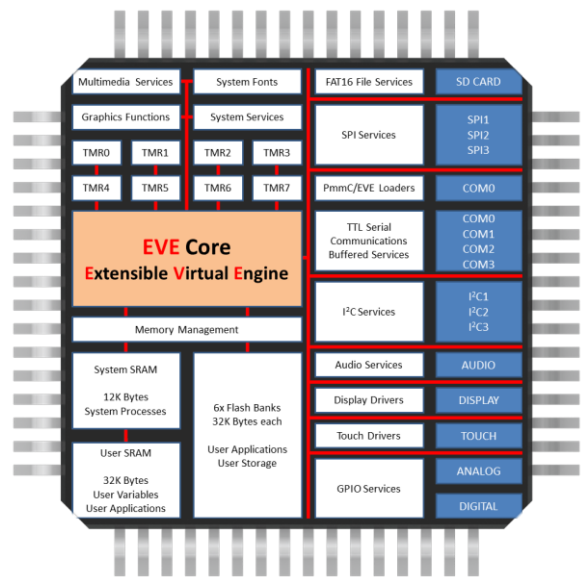 Multimedia Services
System Fonts
FAT16 File Services
SD CARD
Graphics Functions
System Services
SPI Services
SPI1
SPI2
SPI3
TMR0
TMR1
TMR2
TMR3
TMR4
TMR5
TMR6
TMR7
PmmC/EVE Loaders
COM0
EVE Core
Extensible Virtual Engine
TTL Serial
Communications
Buffered Services
COM0
COM1
COM2
COM3
Memory Management
I²C Services
I²C1
I²C2
I²C3
System SRAM
12K Bytes
System Processes
6x Flash Banks
32K Bytes each
User Applications
User Storage
Audio Services
AUDIO
Display Drivers
DISPLAY
Touch Drivers
TOUCH
User SRAM
32K Bytes
User Variables
User Applications
GPIO Services
ANALOG
DIGITAL